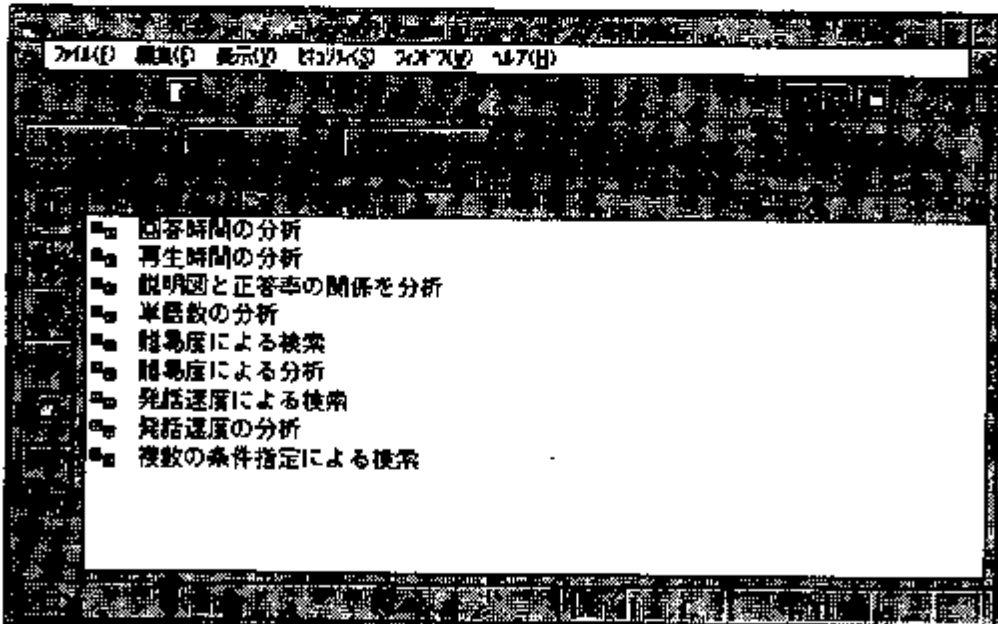 ファイル(F) 編集(E) 表示(V) セキュリティ(S) ウィンドウ(W) ヘルプ(H)
回答時間の分析
再生時間の分析
説明図と正答率の関係を分析
単語数の分析
難易度による検索
難易度による分析
発話速度による検索
発話速度の分析
複数の条件指定による検索